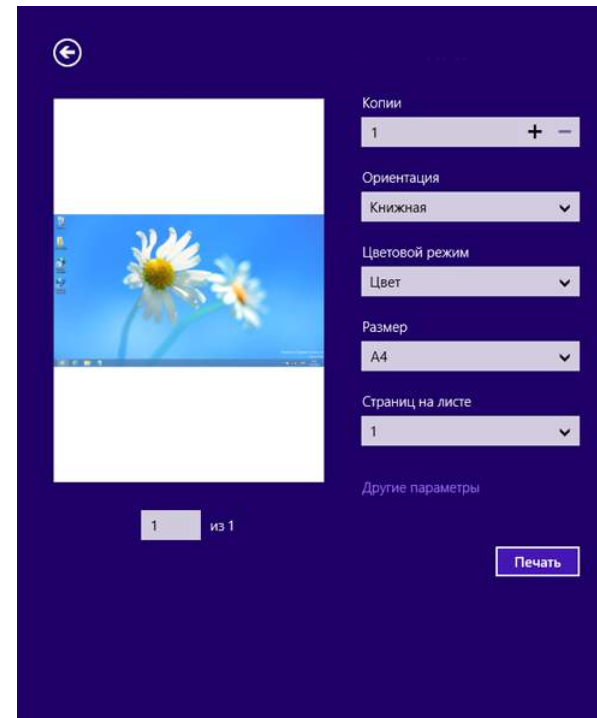 Копии
1
Ориентация
Книжная
Цветовой режим
Цвет
Размер
A4
Страниц на листе
1
Другие параметры
1 из 1
Печать